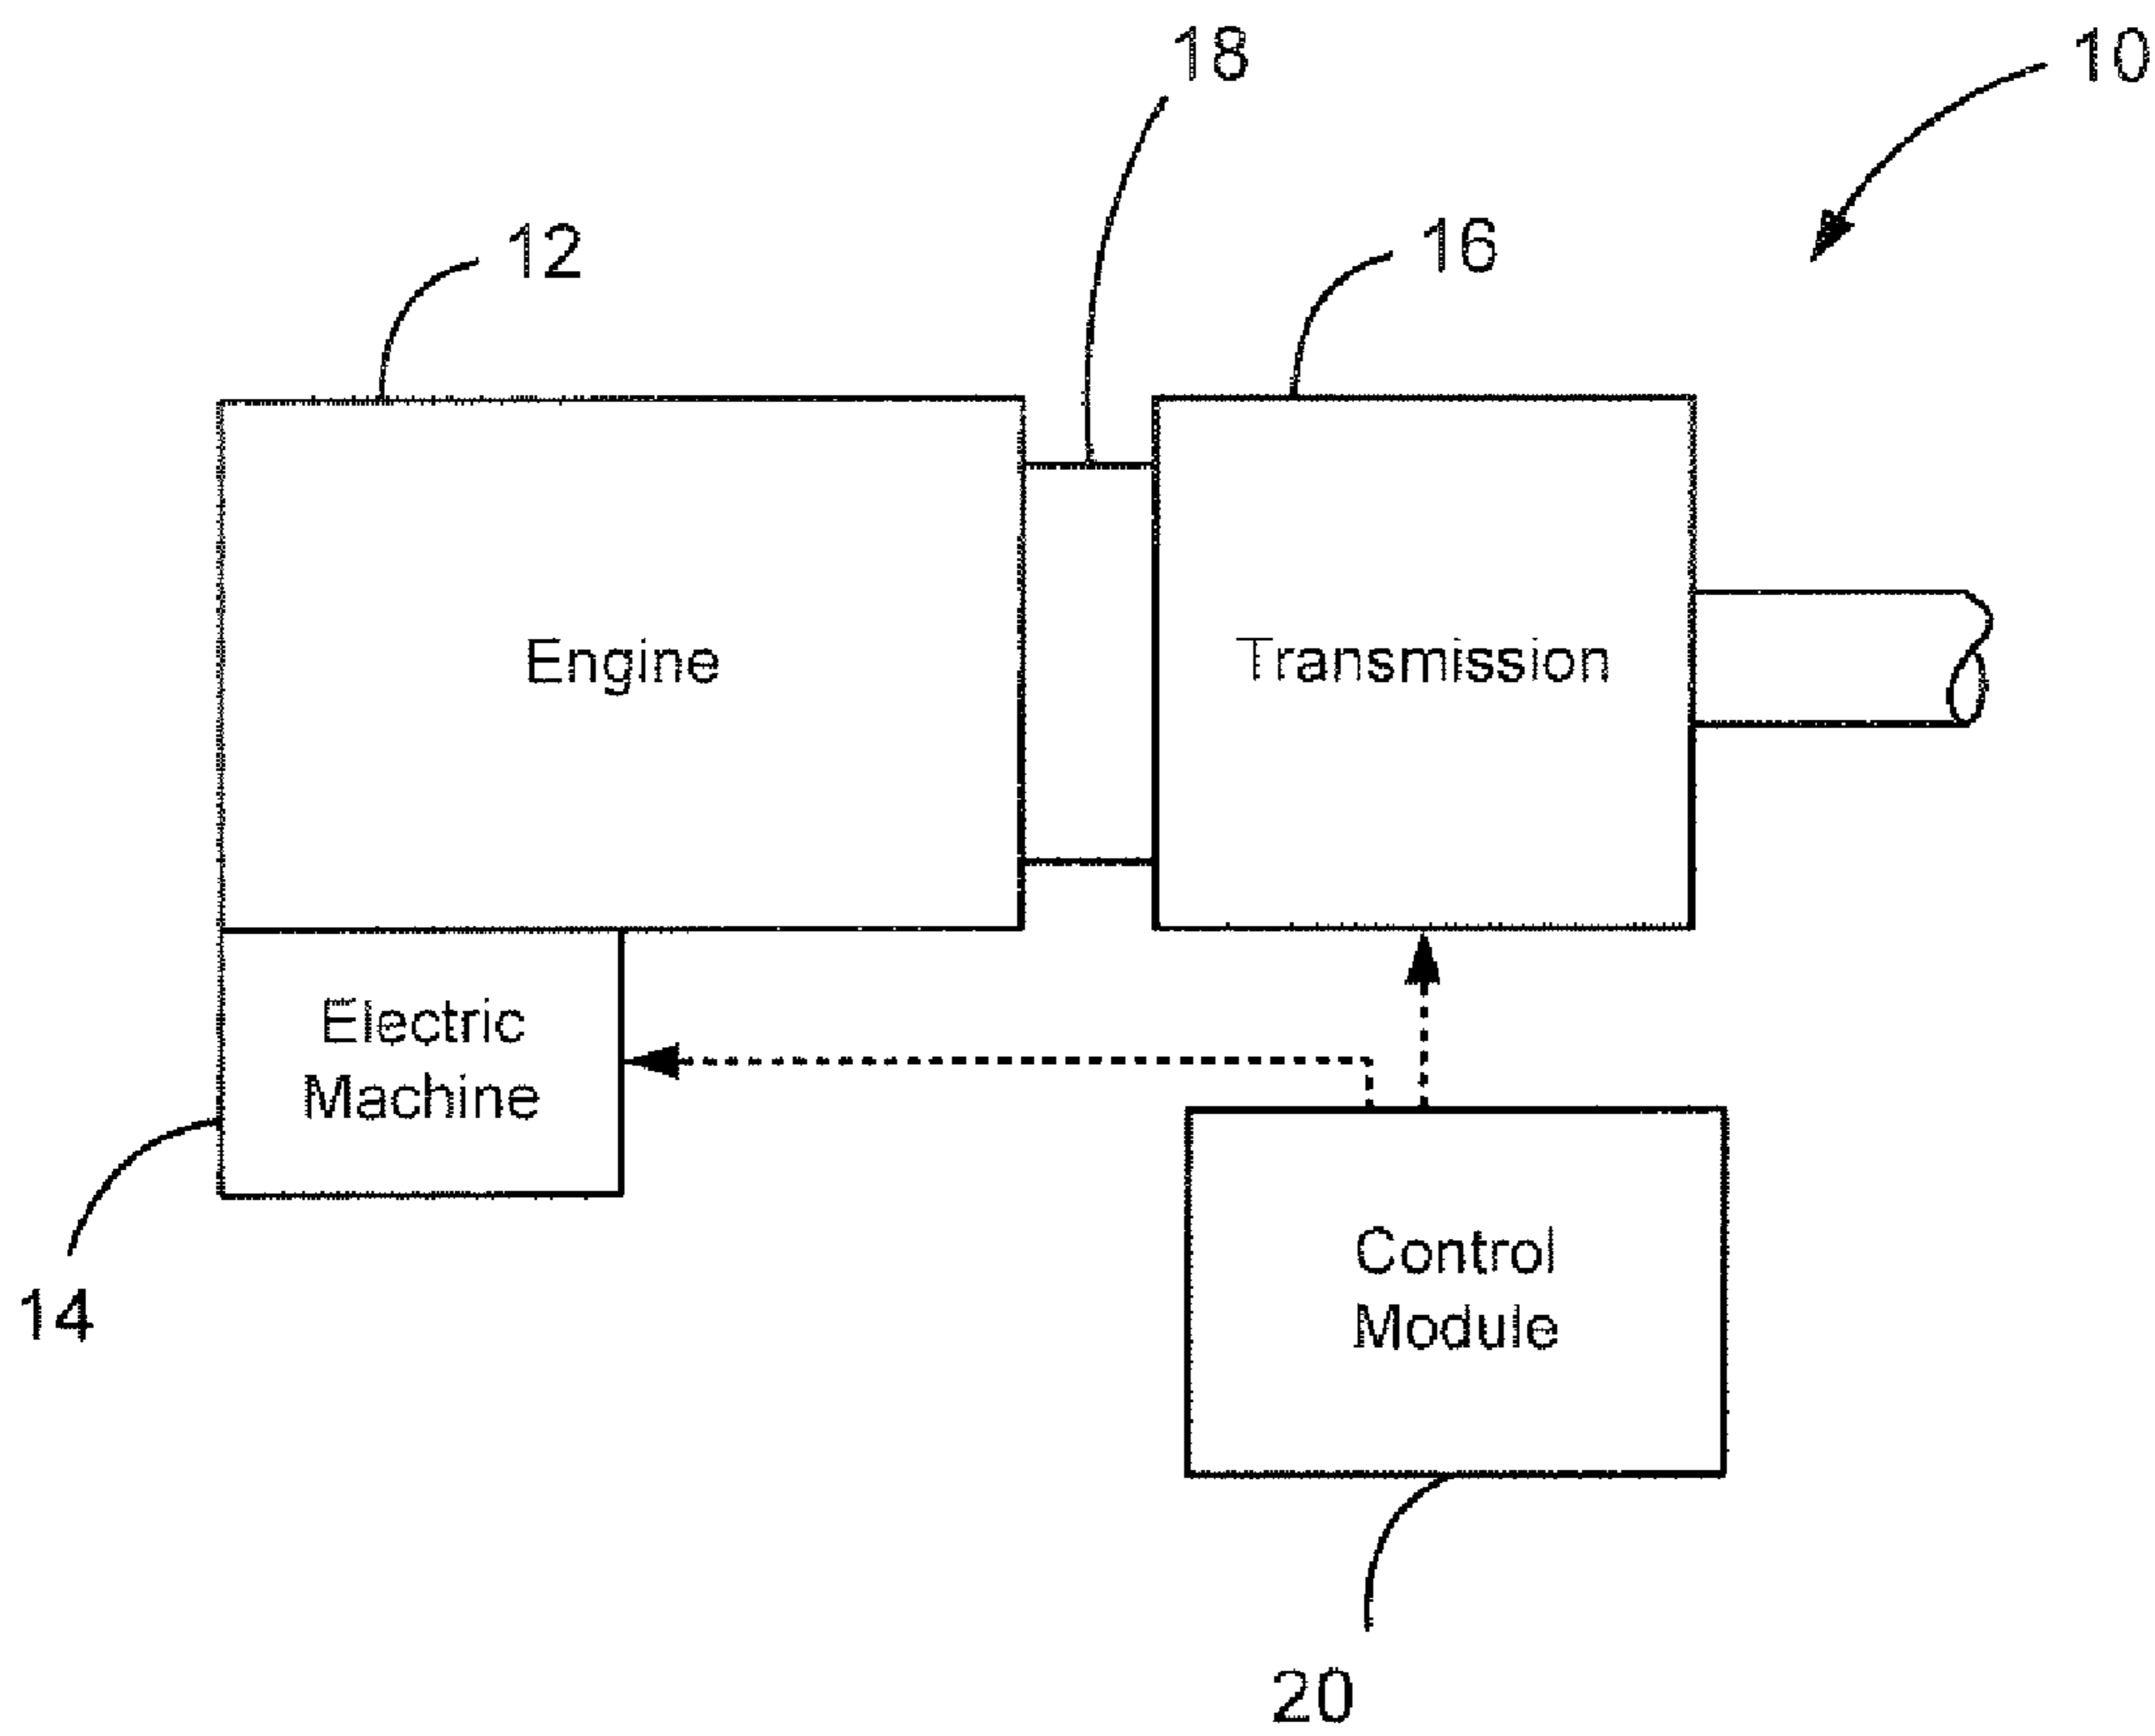 18
10
12
16
Engine
Transmission
Electric
Machine
14
Control
Module
20